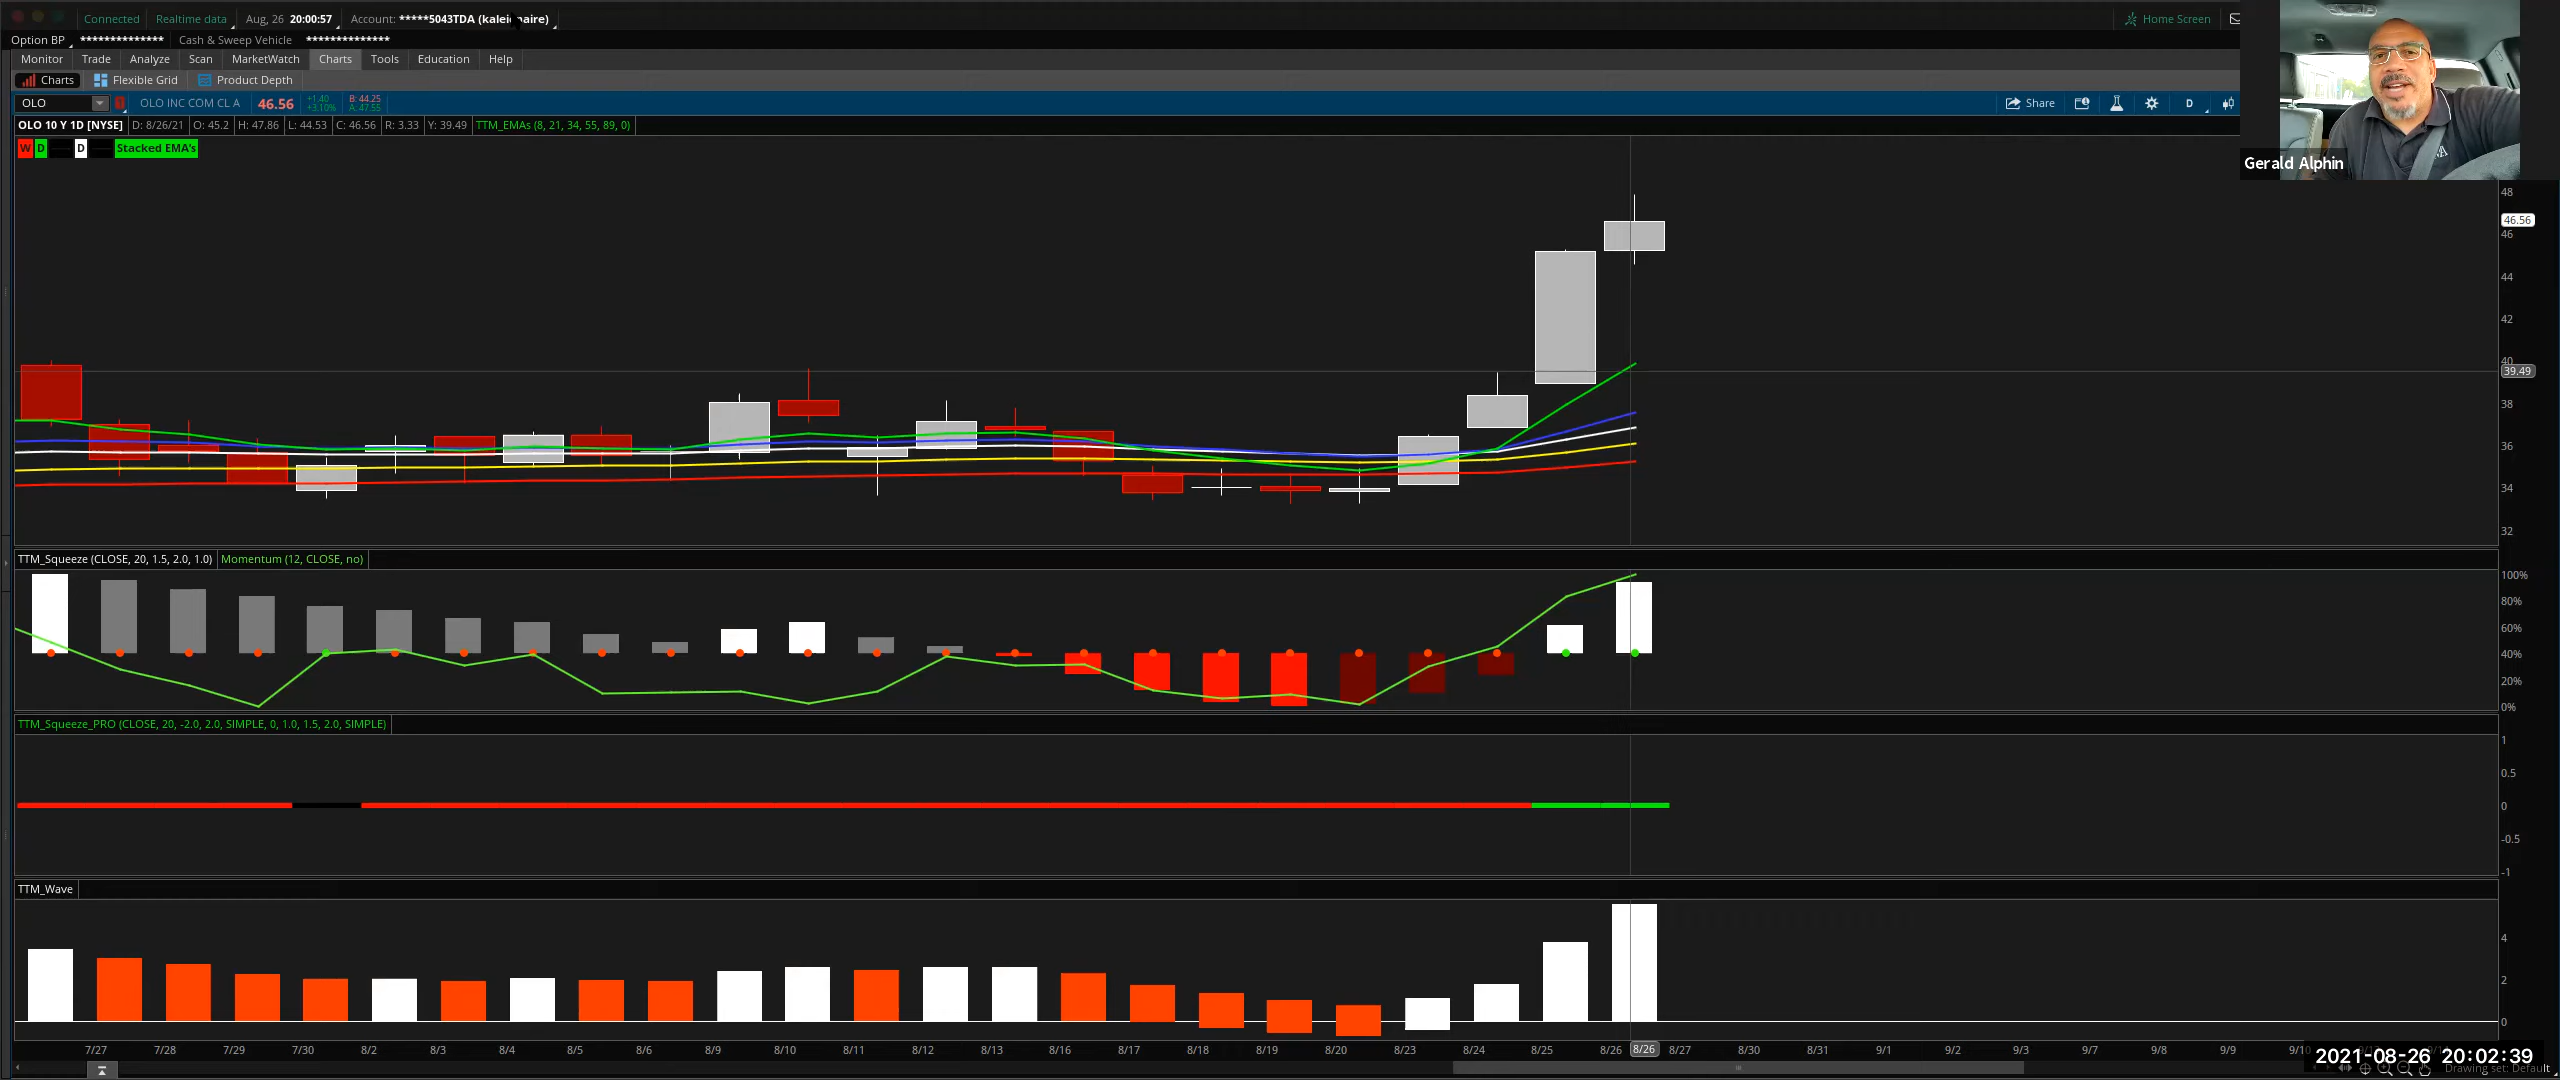 Connected Realtime data Aug, 26 20:00:57 Account: *****5043TDA (kaleidonaire) Home Screen
Option BP ************** Cash & Sweep Vehicle **************
Monitor Trade Analyze Scan MarketWatch Charts Tools Education Help
Charts Flexible Grid Product Depth
OLO OLO INC COM CL A 46.56 +1.40 +3.10% B: 44.25 A: 47.55 Share D
OLO 10 Y 1D [NYSE] D: 8/26/21 O: 45.2 H: 47.86 L: 44.53 C: 46.56 R: 3.33 Y: 39.49 TTM_EMAs (8, 21, 34, 55, 89, 0)
W D D Stacked EMA's
Gerald Alphin
48
46.56
46
44
42
40
39.49
38
36
34
32
TTM_Squeeze (CLOSE, 20, 1.5, 2.0, 1.0) Momentum (12, CLOSE, no)
100%
80%
60%
40%
20%
0%
TTM_Squeeze_PRO (CLOSE, 20, -2.0, 2.0, SIMPLE, 0, 1.0, 1.5, 2.0, SIMPLE)
1
0.5
0
-0.5
-1
TTM_Wave
4
2
0
7/27 7/28 7/29 7/30 8/2 8/3 8/4 8/5 8/6 8/9 8/10 8/11 8/12 8/13 8/16 8/17 8/18 8/19 8/20 8/23 8/24 8/25 8/26 8/26 8/27 8/30 8/31 9/1 9/2 9/3 9/7 9/8 9/9 9/10
2021-08-26 20:02:39
Drawing set: Default